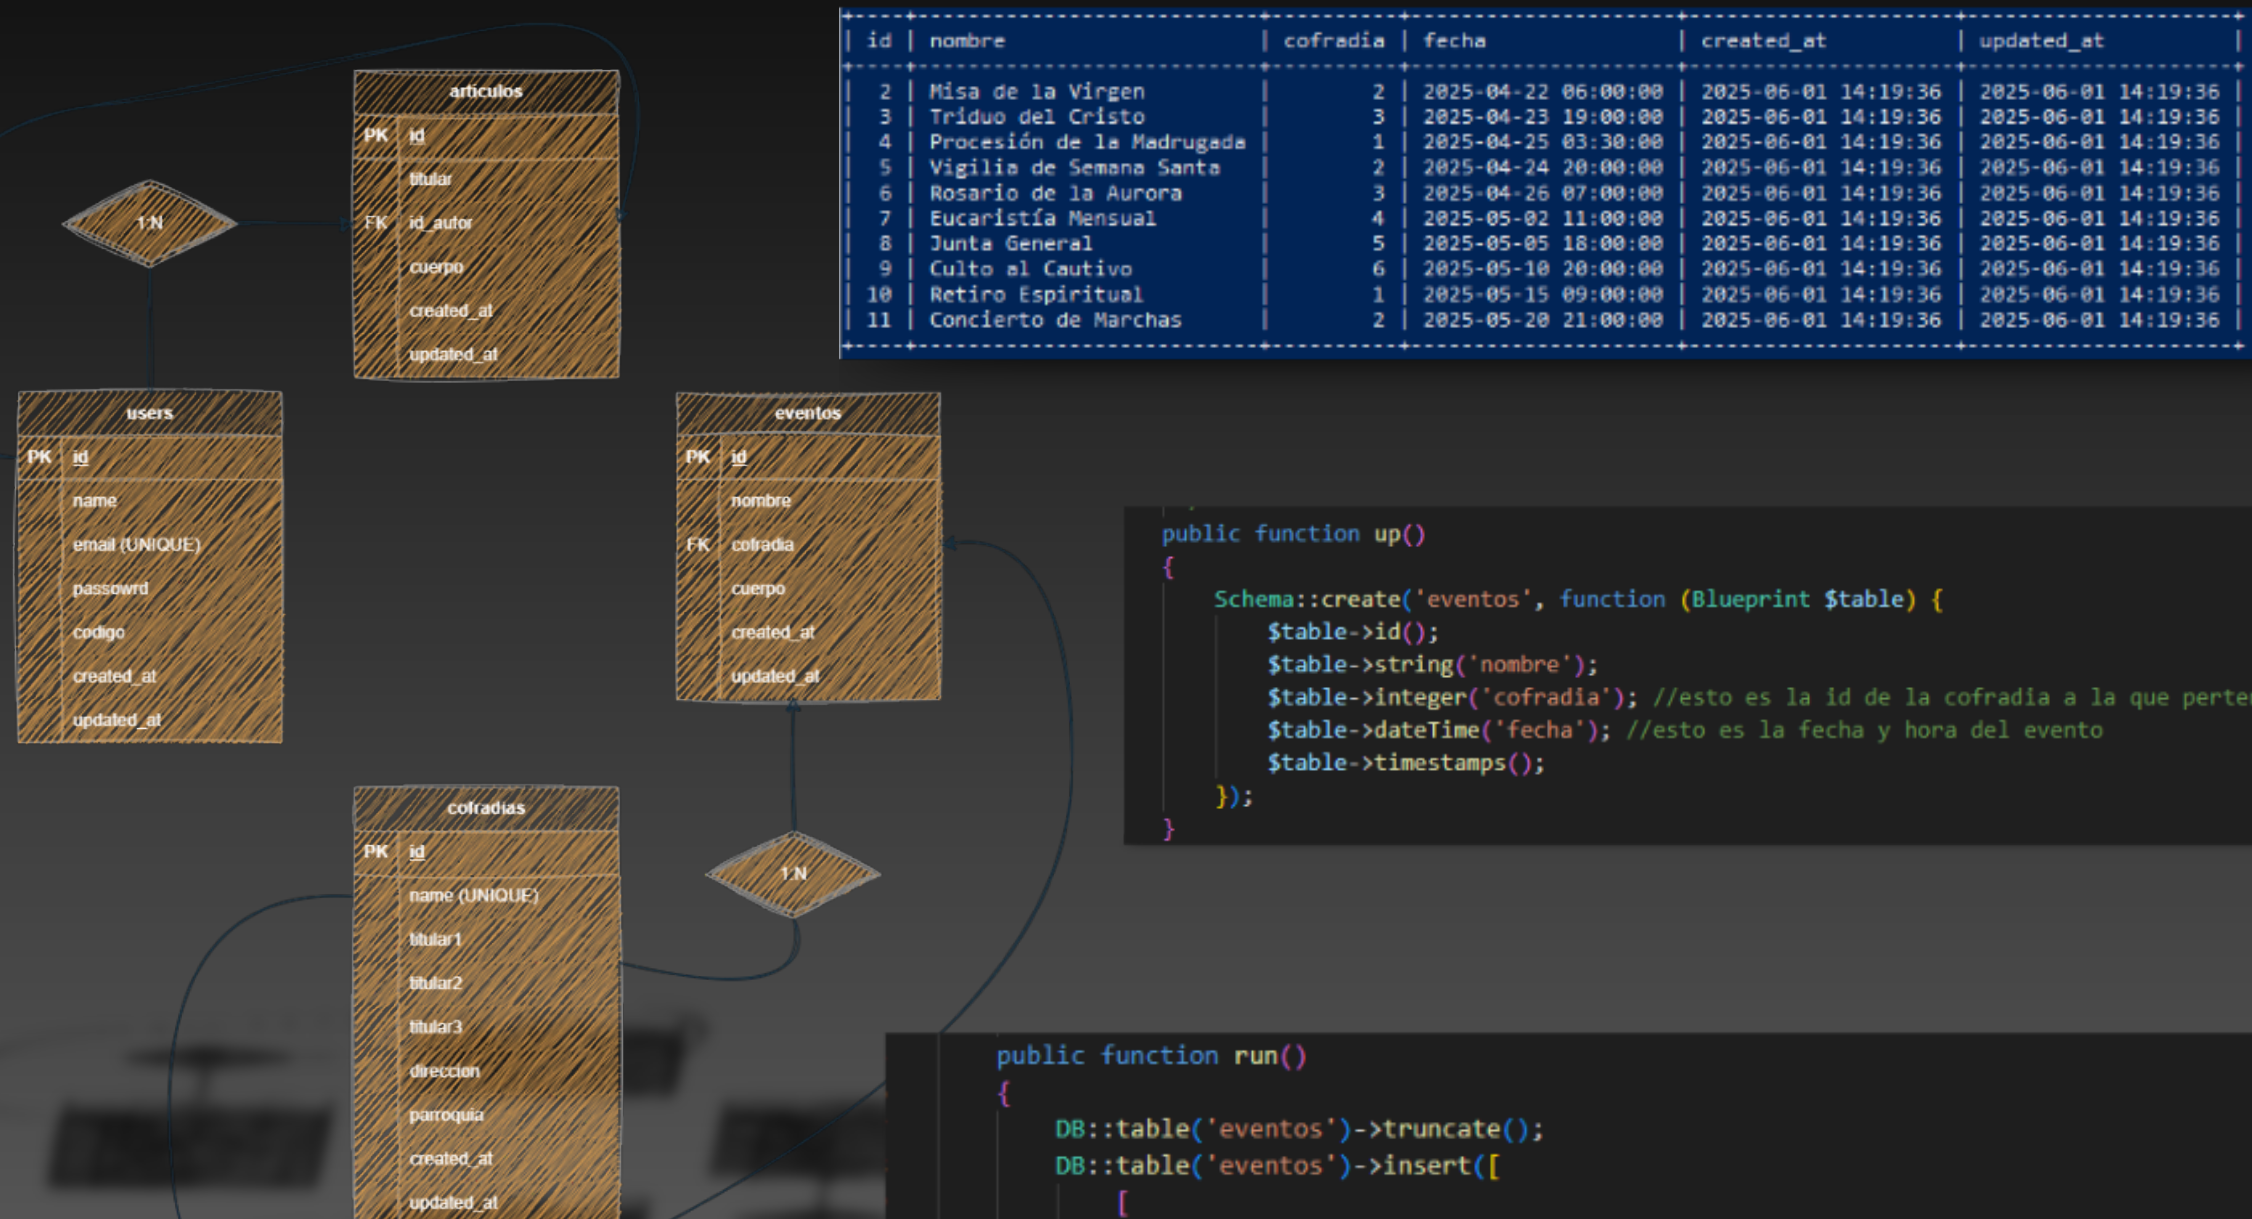 articulos
PK id
titular
FK id_autor
cuerpo
created_at
updated_at
1:N
users
PK id
name
email (UNIQUE)
passowrd
codigo
created_at
updated_at
eventos
PK id
nombre
FK cofradia
cuerpo
created_at
updated_at
1:N
cofradias
PK id
name (UNIQUE)
titular1
titular2
titular3
direccion
parroquia
created_at
updated_at
| id | nombre | cofradia | fecha | created_at | updated_at |
| 2 | Misa de la Virgen | 2 | 2025-04-22 06:00:00 | 2025-06-01 14:19:36 | 2025-06-01 14:19:36 |
| 3 | Triduo del Cristo | 3 | 2025-04-23 19:00:00 | 2025-06-01 14:19:36 | 2025-06-01 14:19:36 |
| 4 | Procesión de la Madrugada | 1 | 2025-04-25 03:30:00 | 2025-06-01 14:19:36 | 2025-06-01 14:19:36 |
| 5 | Vigilia de Semana Santa | 2 | 2025-04-24 20:00:00 | 2025-06-01 14:19:36 | 2025-06-01 14:19:36 |
| 6 | Rosario de la Aurora | 3 | 2025-04-26 07:00:00 | 2025-06-01 14:19:36 | 2025-06-01 14:19:36 |
| 7 | Eucaristía Mensual | 4 | 2025-05-02 11:00:00 | 2025-06-01 14:19:36 | 2025-06-01 14:19:36 |
| 8 | Junta General | 5 | 2025-05-05 18:00:00 | 2025-06-01 14:19:36 | 2025-06-01 14:19:36 |
| 9 | Culto al Cautivo | 6 | 2025-05-10 20:00:00 | 2025-06-01 14:19:36 | 2025-06-01 14:19:36 |
| 10 | Retiro Espiritual | 1 | 2025-05-15 09:00:00 | 2025-06-01 14:19:36 | 2025-06-01 14:19:36 |
| 11 | Concierto de Marchas | 2 | 2025-05-20 21:00:00 | 2025-06-01 14:19:36 | 2025-06-01 14:19:36 |
public function up()
{
Schema::create('eventos', function (Blueprint $table) {
$table->id();
$table->string('nombre');
$table->integer('cofradia'); //esto es la id de la cofradia a la que perte
$table->dateTime('fecha'); //esto es la fecha y hora del evento
$table->timestamps();
});
}
public function run()
{
DB::table('eventos')->truncate();
DB::table('eventos')->insert([
[